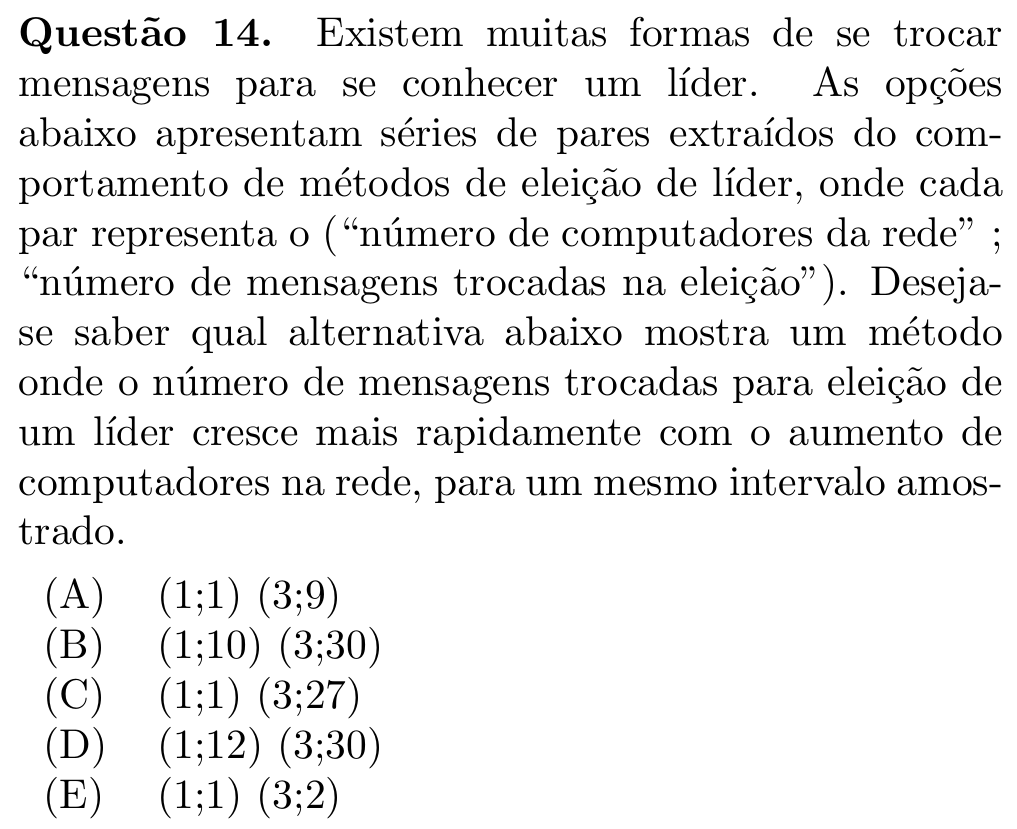 Questão 14. Existem muitas formas de se trocar
mensagens para se conhecer um líder. As opções
abaixo apresentam séries de pares extraídos do com-
portamento de métodos de eleição de líder, onde cada
par representa o (“número de computadores da rede” ;
“número de mensagens trocadas na eleição”). Deseja-
se saber qual alternativa abaixo mostra um método
onde o número de mensagens trocadas para eleição de
um líder cresce mais rapidamente com o aumento de
computadores na rede, para um mesmo intervalo amos-
trado.
(A) (1;1) (3;9)
(B) (1;10) (3;30)
(C) (1;1) (3;27)
(D) (1;12) (3;30)
(E) (1;1) (3;2)